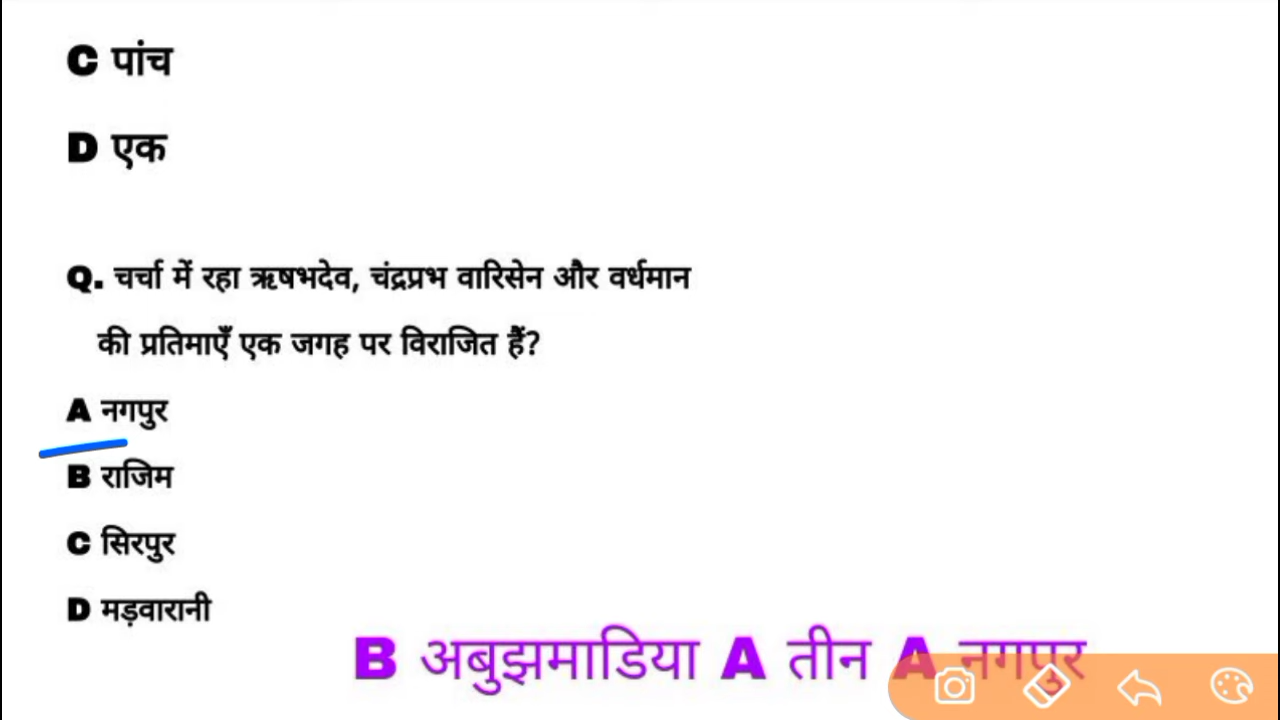 C पांच
D एक
Q. चर्चा में रहा ऋषभदेव, चंद्रप्रभ वारिसेन और वर्धमान
की प्रतिमाएँ एक जगह पर विराजित हैं?
A नगपुर
B राजिम
C सिरपुर
D मड़वारानी
B अबुझमाडिया A तीन A नगपुर